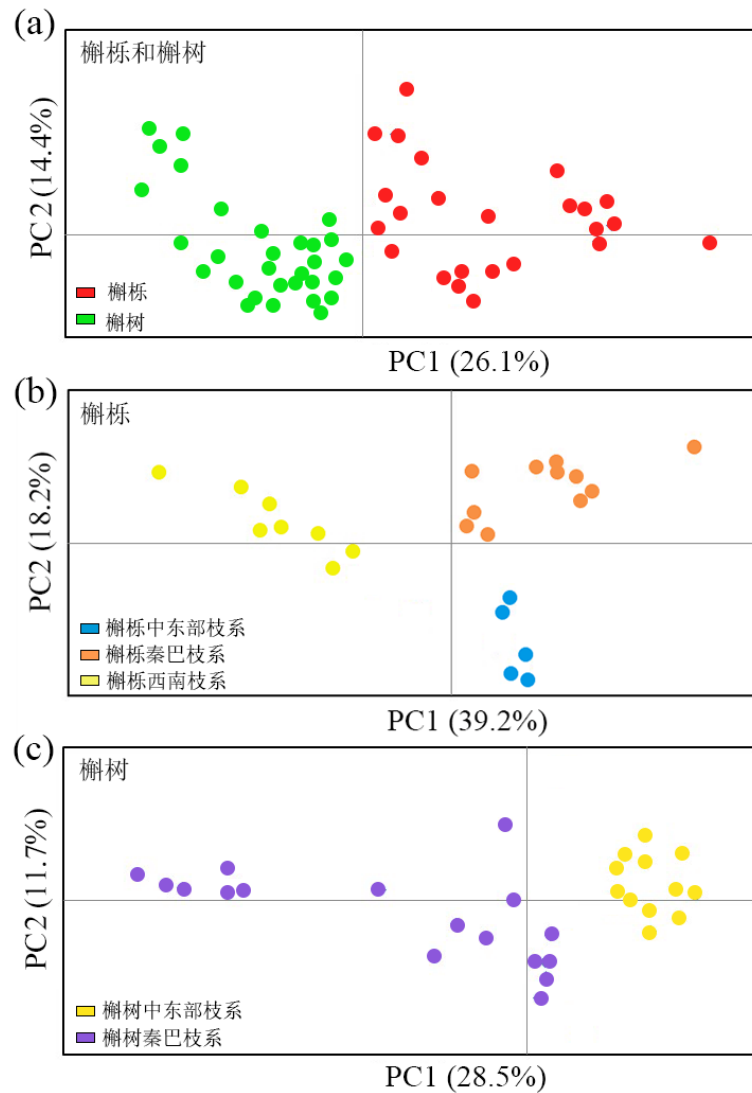 (a)
槲栎和槲树
PC2 (14.4%)
槲栎
槲树
PC1 (26.1%)
(b)
槲栎
PC2 (18.2%)
槲栎中东部枝系
槲栎秦巴枝系
槲栎西南枝系
PC1 (39.2%)
(c)
槲树
PC2 (11.7%)
槲树中东部枝系
槲树秦巴枝系
PC1 (28.5%)